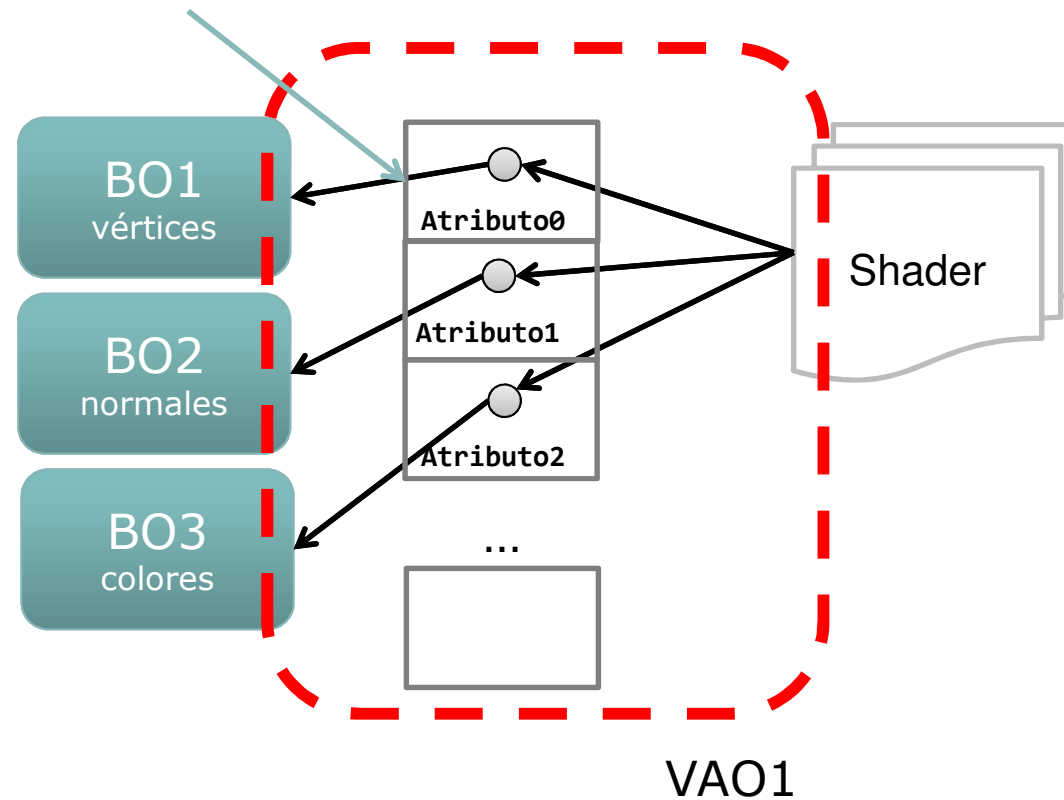 BO1
vértices
BO2
normales
BO3
colores
Atributo0
Atributo1
Atributo2
...
Shader
VAO1